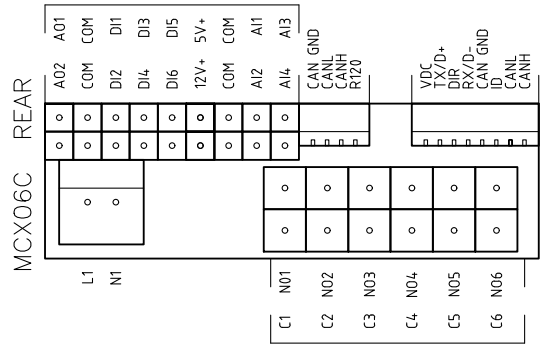 AO1 COM DI1 DI3 DI5 5V+ COM AI1 AI3
AO2 COM DI2 DI4 DI6 12V+ COM AI2 AI4
CAN GND
CANL
CANH
R120
VDC
TX/D+
DIR
RX/D-
CAN GND
ID
CANL
CANH
MCX06C REAR
L1 N1
NO1 NO2 NO3 NO4 NO5 NO6
C1 C2 C3 C4 C5 C6